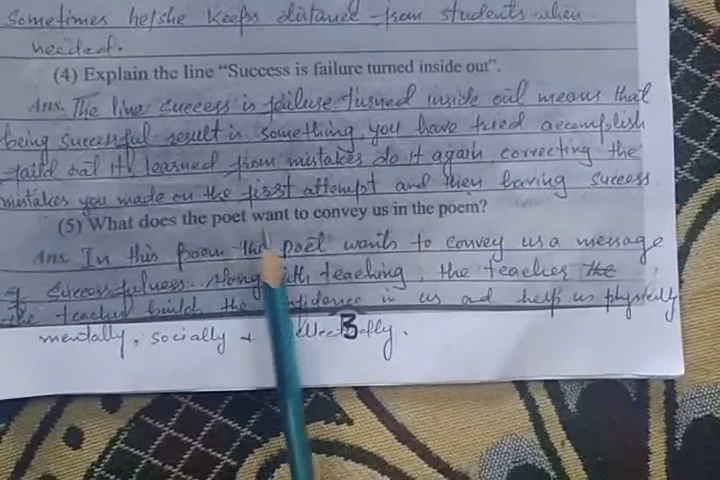 Sometimes he/she keeps distance from students when
needed.
(4) Explain the line “Success is failure turned inside out”.
Ans. The line success is failure turned inside out means that
being successful result is something, you have tried accomplish
faild at it, learned from mistakes do it again, correcting the
mistakes you made on the first attempt and then having success.
(5) What does the poet want to convey us in the poem?
Ans. In this poem the poet wants to convey us a message
of successfulness. Along with teaching, the teacher the
the teacher builds the confidence in us and help us physically
mentally, socially +
3